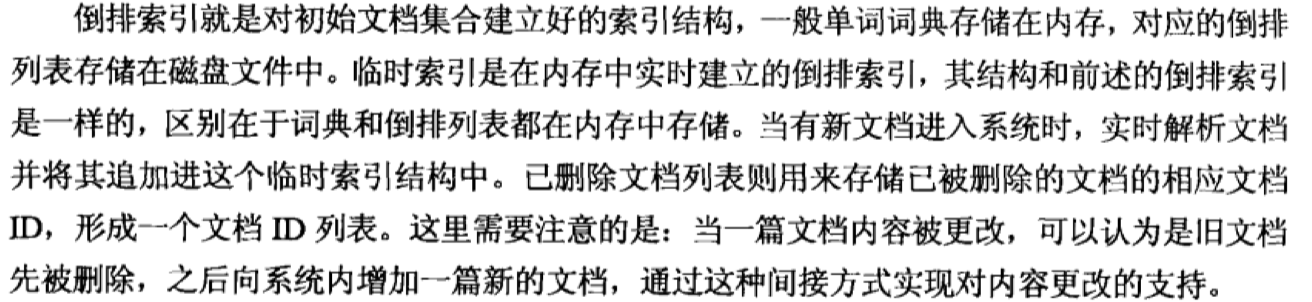 倒排索引就是对初始文档集合建立好的索引结构，一般单词词典存储在内存，对应的倒排
列表存储在磁盘文件中。临时索引是在内存中实时建立的倒排索引，其结构和前述的倒排索引
是一样的，区别在于词典和倒排列表都在内存中存储。当有新文档进入系统时，实时解析文档
并将其追加进这个临时索引结构中。已删除文档列表则用来存储已被删除的文档的相应文档
ID，形成一个文档 ID 列表。这里需要注意的是：当一篇文档内容被更改，可以认为是旧文档
先被删除，之后向系统内增加一篇新的文档，通过这种间接方式实现对内容更改的支持。